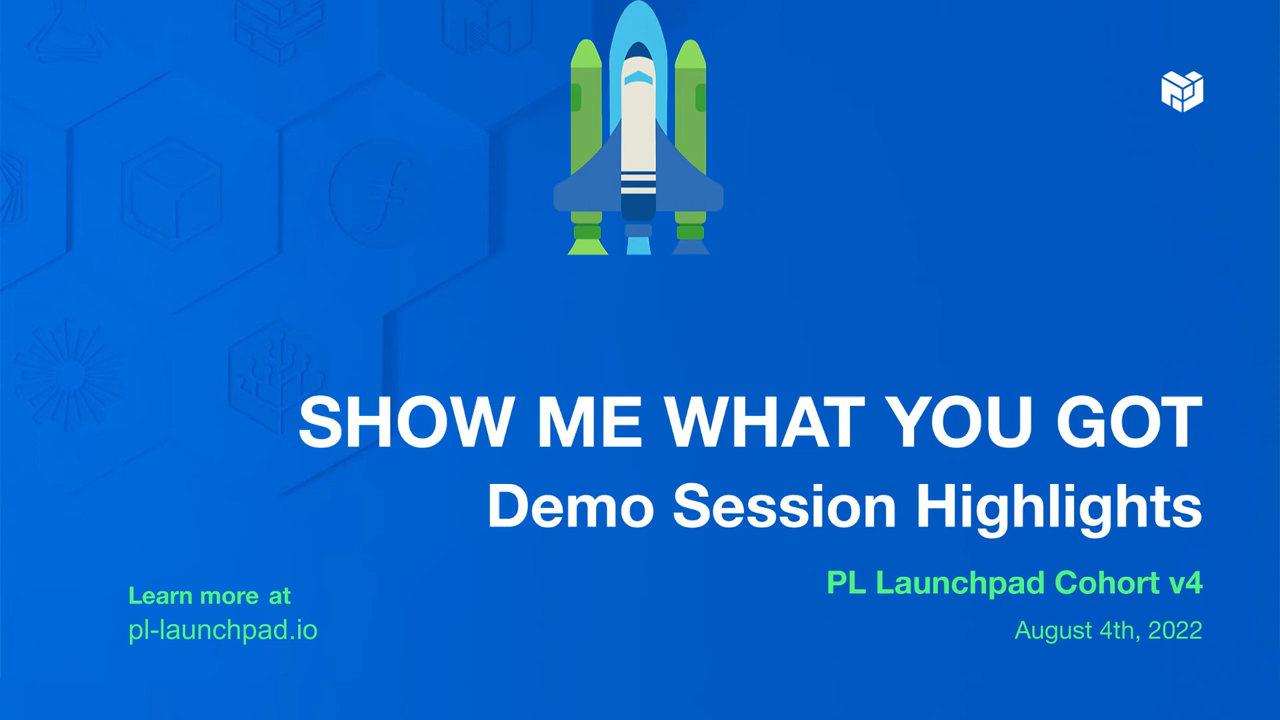 SHOW ME WHAT YOU GOT
Demo Session Highlights
PL Launchpad Cohort v4
August 4th, 2022
Learn more at
pl-launchpad.io